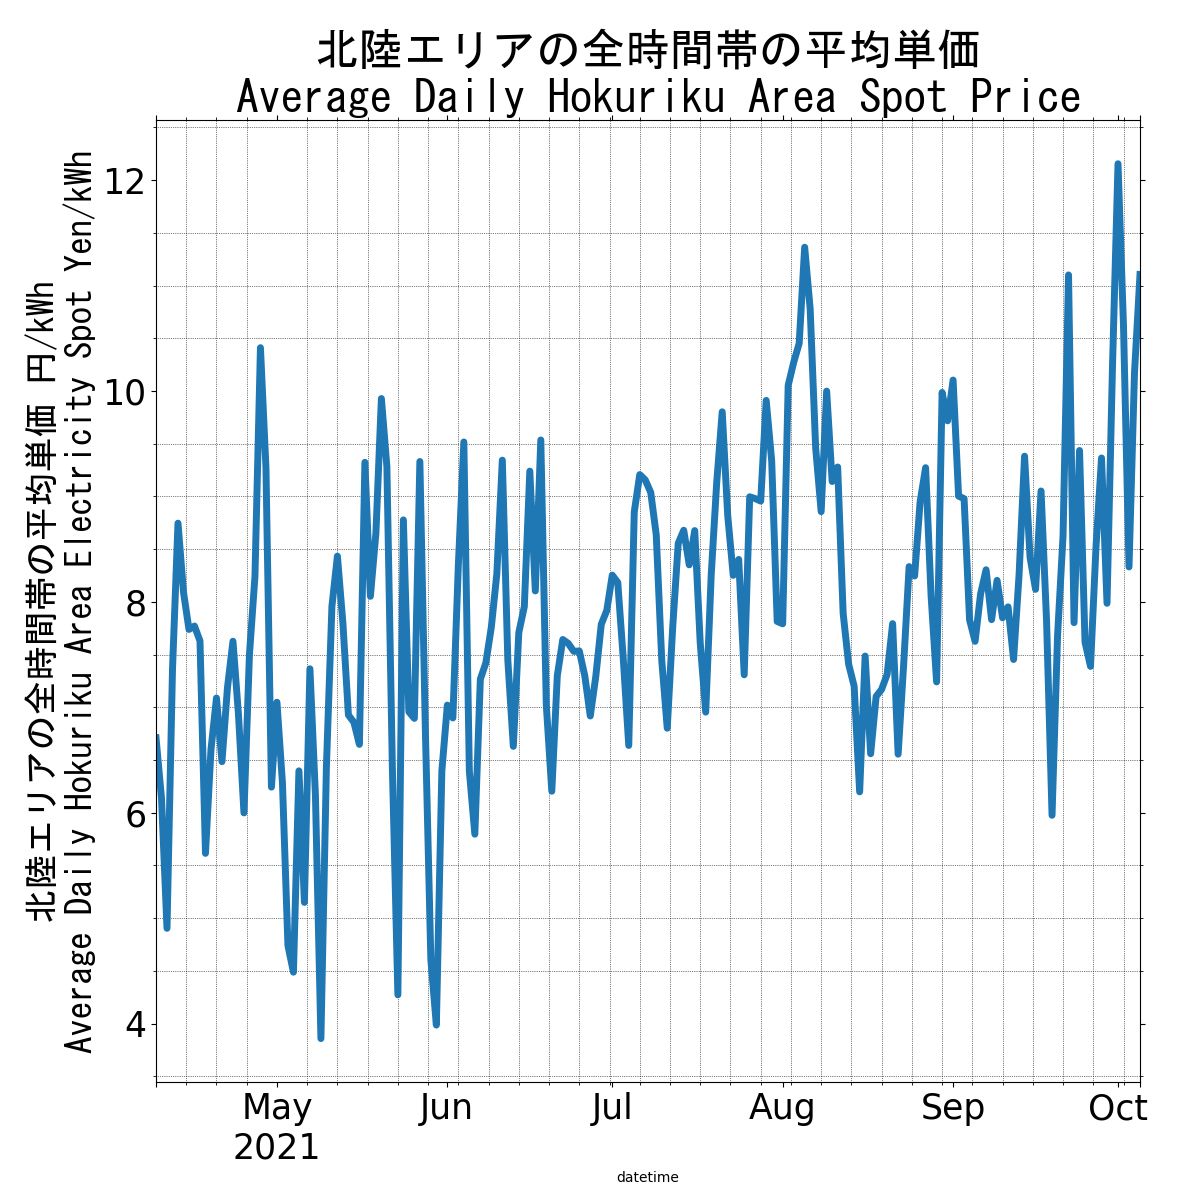 北陸エリアの全時間帯の平均単価
Average Daily Hokuriku Area Spot Price
北陸エリアの全時間帯の平均単価 円/kWh
Average Daily Hokuriku Area Electricity Spot Yen/kWh
12
10
8
6
4
May Jun Jul Aug Sep Oct
2021
datetime